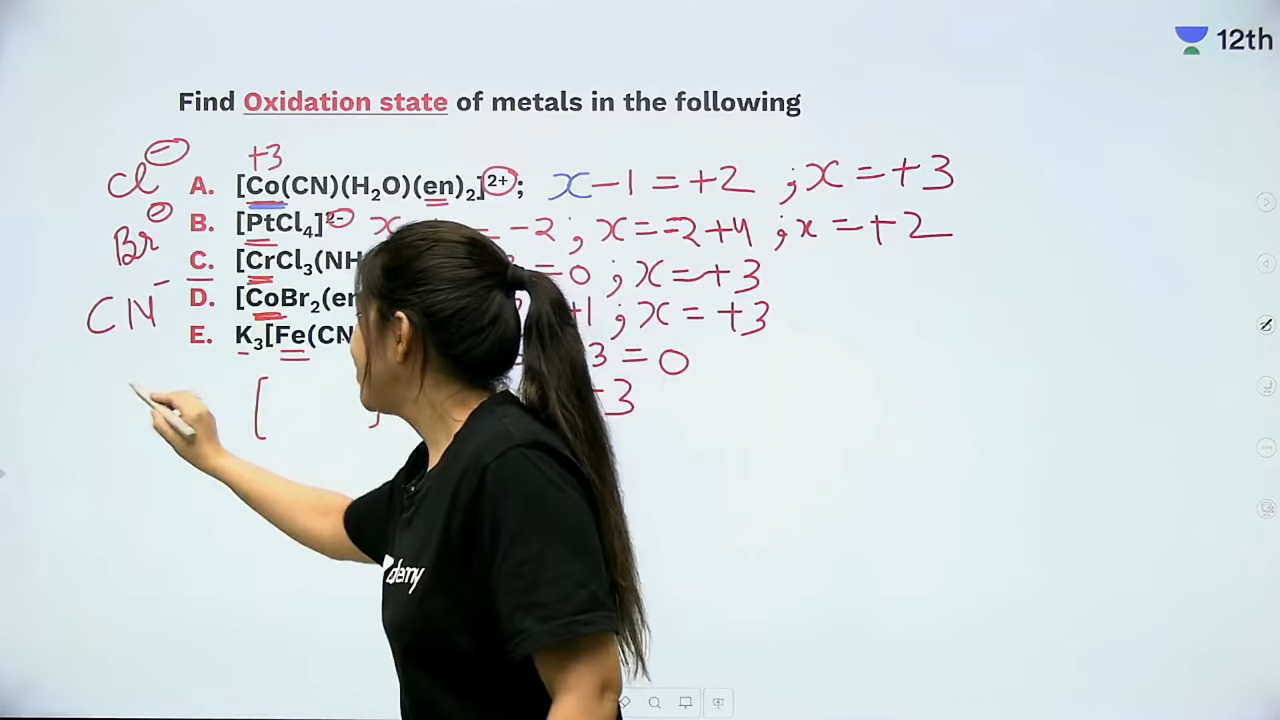 12th
Find Oxidation state of metals in the following
+3
Cl⊖ A. [Co(CN)(H₂O)(en)₂]²⁺; x-1=+2 ; x=+3
Br⊖ B. [PtCl₄]²⁻ x = -2 ; x=-2+4 ; x=+2
C. [CrCl₃(NH =0 ; x=+3
CN⁻ D. [CoBr₂(en +1 ; x=+3
E. K₃[Fe(CN 3=0
[ 3
demy